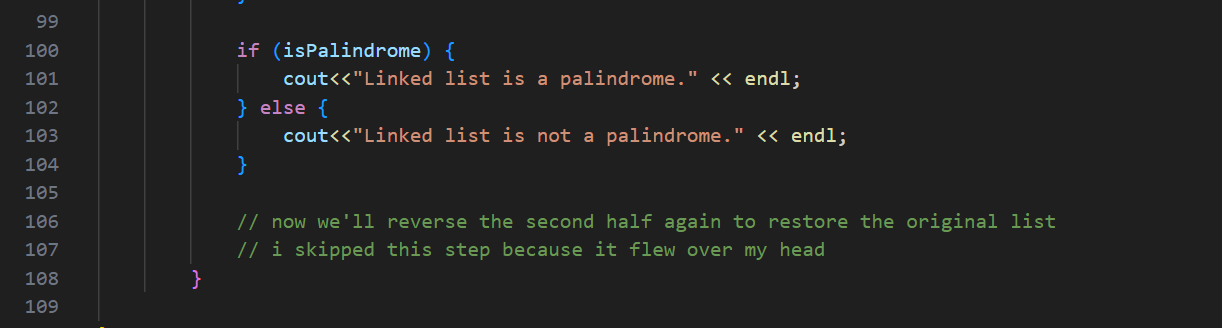 99
100 if (isPalindrome) {
101 cout<<"Linked list is a palindrome." << endl;
102 } else {
103 cout<<"Linked list is not a palindrome." << endl;
104 }
105
106 // now we'll reverse the second half again to restore the original list
107 // i skipped this step because it flew over my head
108 }
109